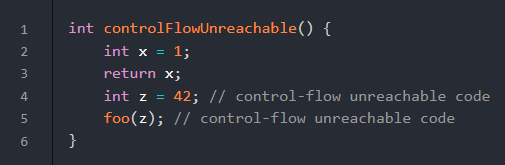 1 int controlFlowUnreachable() {
2     int x = 1;
3     return x;
4     int z = 42; // control-flow unreachable code
5     foo(z); // control-flow unreachable code
6 }